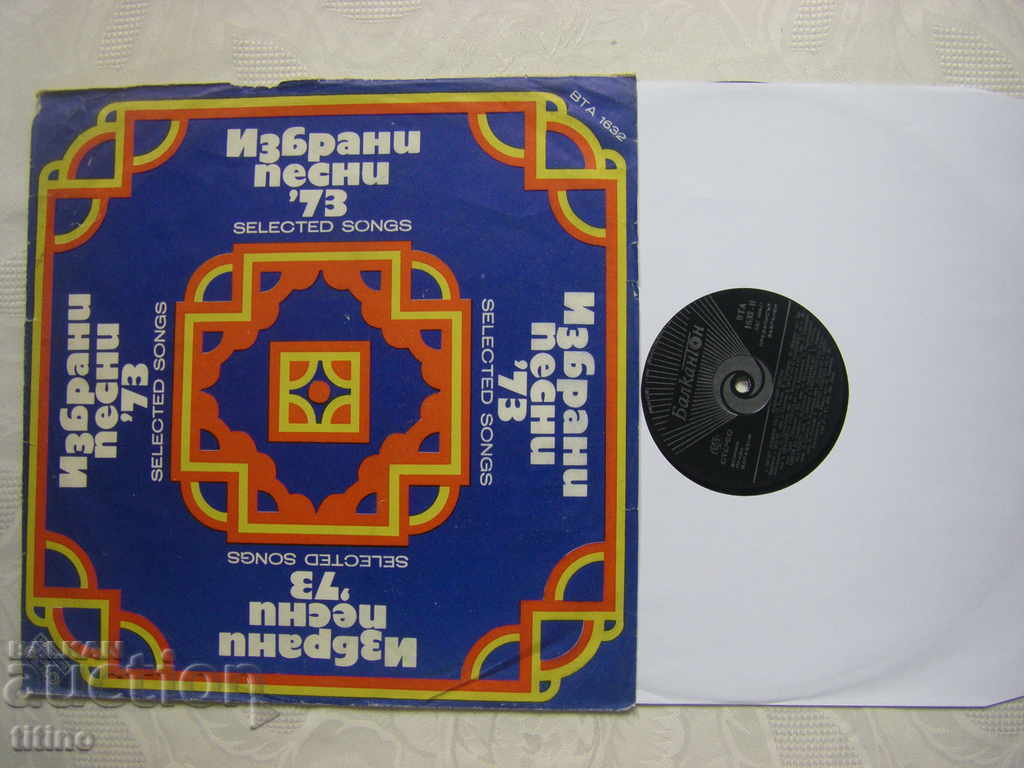 ВТА 1632
Избрани
песни
'73
SELECTED SONGS
Избрани
песни
'73
SELECTED SONGS
Избрани
песни
'73
SELECTED SONGS
Избрани
песни
'73
SELECTED SONGS
Балкантон
СТЕРЕО
ВТА
BALKAN
auction
titino